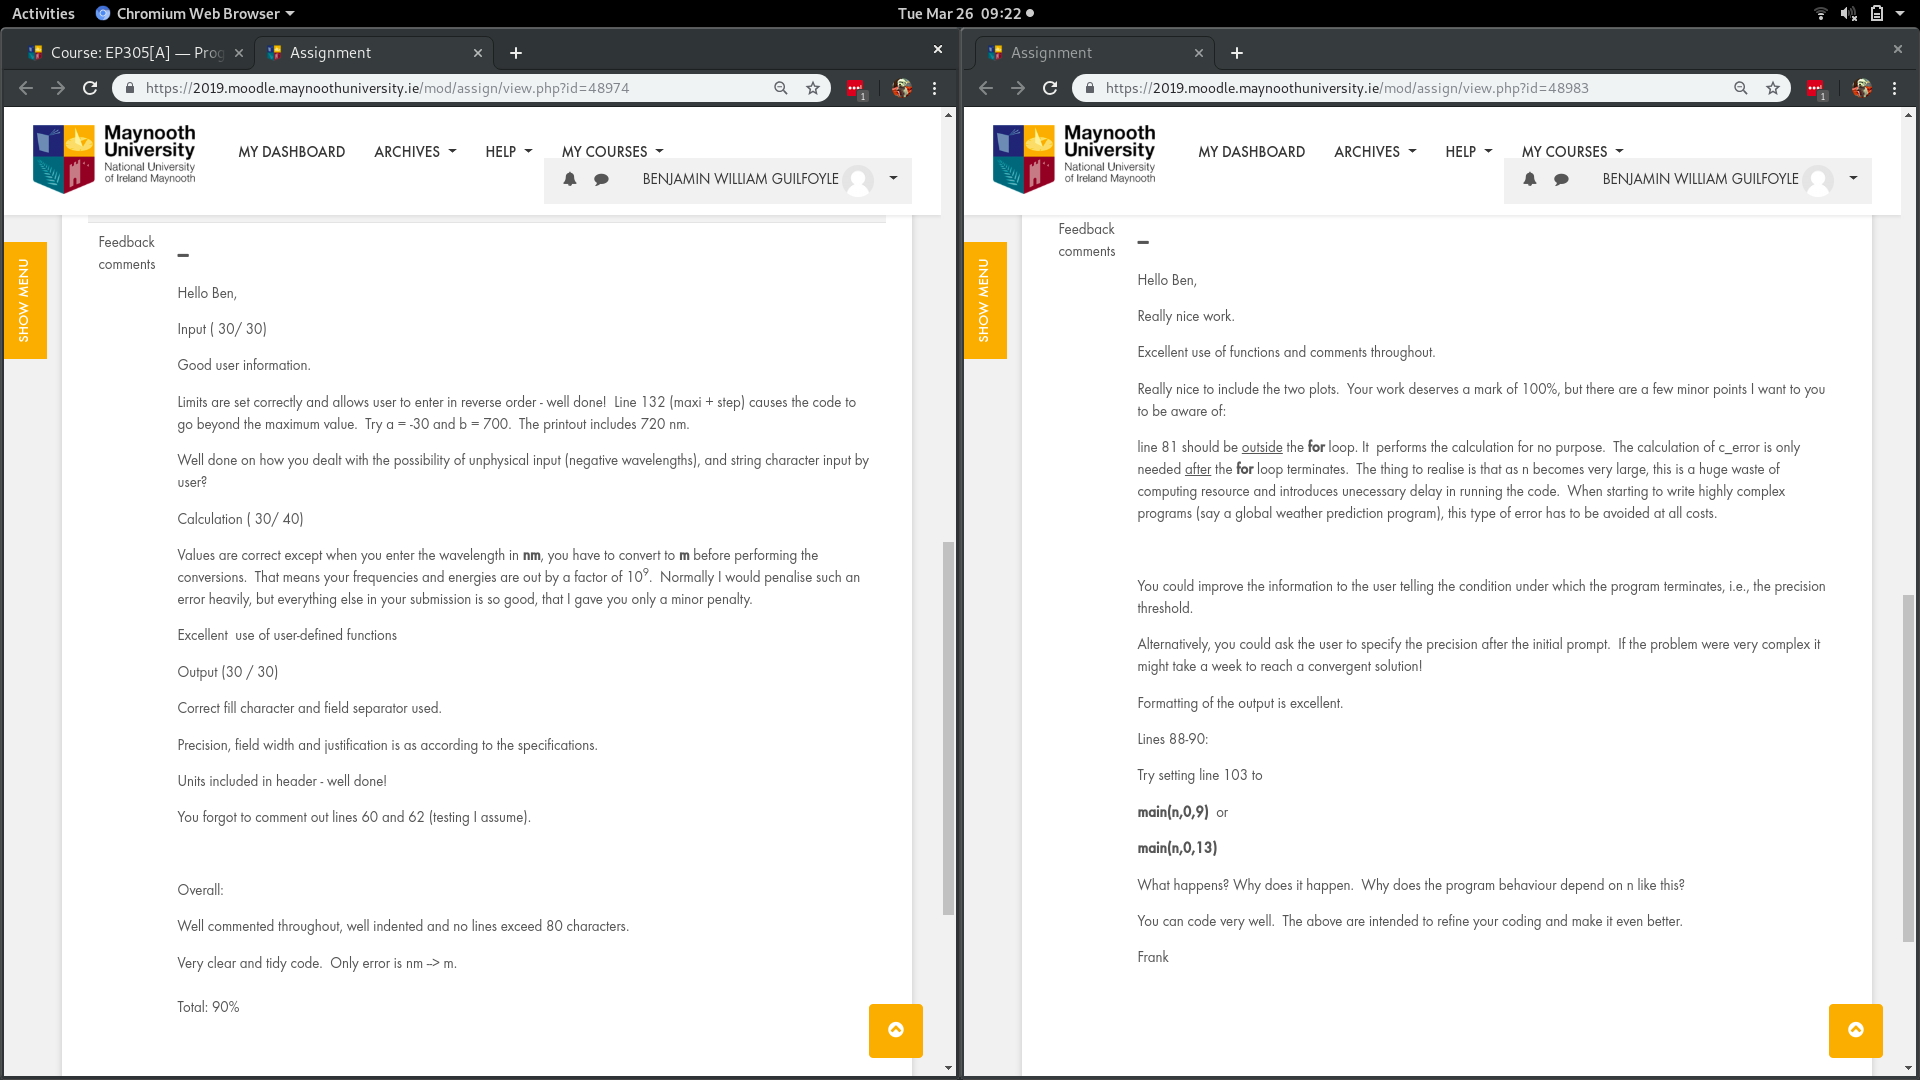 Activities
Chromium Web Browser
Tue Mar 26 09:22
Course: EP305[A] — Prog
Assignment
https://2019.moodle.maynoothuniversity.ie/mod/assign/view.php?id=48974
1
Maynooth
University
National University
of Ireland Maynooth
MY DASHBOARD
ARCHIVES
HELP
MY COURSES
BENJAMIN WILLIAM GUILFOYLE
SHOW MENU
Feedback
comments
Hello Ben,
Input ( 30/ 30)
Good user information.
Limits are set correctly and allows user to enter in reverse order - well done!  Line 132 (maxi + step) causes the code to
go beyond the maximum value.  Try a = -30 and b = 700.  The printout includes 720 nm.
Well done on how you dealt with the possibility of unphysical input (negative wavelengths), and string character input by
user?
Calculation ( 30/ 40)
Values are correct except when you enter the wavelength in nm, you have to convert to m before performing the
conversions.  That means your frequencies and energies are out by a factor of 10⁹.  Normally I would penalise such an
error heavily, but everything else in your submission is so good, that I gave you only a minor penalty.
Excellent  use of user-defined functions
Output (30 / 30)
Correct fill character and field separator used.
Precision, field width and justification is as according to the specifications.
Units included in header - well done!
You forgot to comment out lines 60 and 62 (testing I assume).
Overall:
Well commented throughout, well indented and no lines exceed 80 characters.
Very clear and tidy code.  Only error is nm --> m.
Total: 90%
Assignment
https://2019.moodle.maynoothuniversity.ie/mod/assign/view.php?id=48983
1
Maynooth
University
National University
of Ireland Maynooth
MY DASHBOARD
ARCHIVES
HELP
MY COURSES
BENJAMIN WILLIAM GUILFOYLE
SHOW MENU
Feedback
comments
Hello Ben,
Really nice work.
Excellent use of functions and comments throughout.
Really nice to include the two plots.  Your work deserves a mark of 100%, but there are a few minor points I want to you
to be aware of:
line 81 should be outside the for loop. It  performs the calculation for no purpose.  The calculation of c_error is only
needed after the for loop terminates.  The thing to realise is that as n becomes very large, this is a huge waste of
computing resource and introduces unecessary delay in running the code.  When starting to write highly complex
programs (say a global weather prediction program), this type of error has to be avoided at all costs.
You could improve the information to the user telling the condition under which the program terminates, i.e., the precision
threshold.
Alternatively, you could ask the user to specify the precision after the initial prompt.  If the problem were very complex it
might take a week to reach a convergent solution!
Formatting of the output is excellent.
Lines 88-90:
Try setting line 103 to
main(n,0,9)  or
main(n,0,13)
What happens? Why does it happen.  Why does the program behaviour depend on n like this?
You can code very well.  The above are intended to refine your coding and make it even better.
Frank